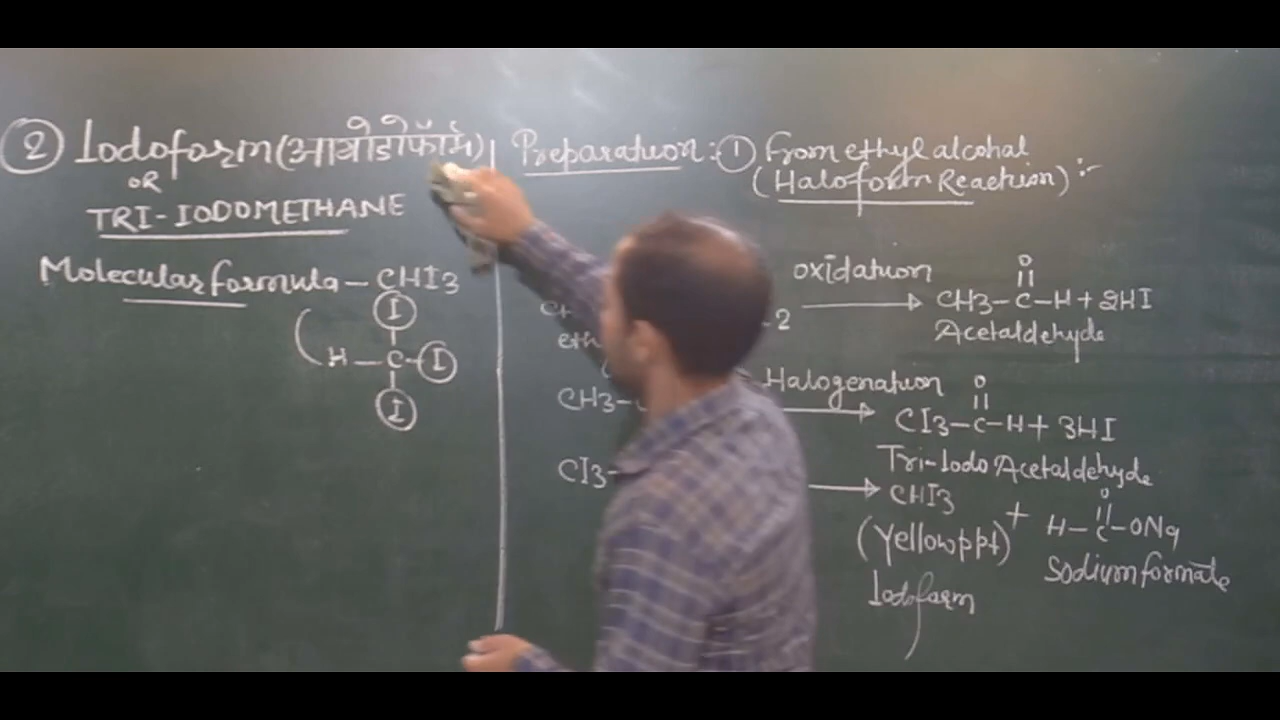 ② Iodoform (आयोडोफॉर्म)
OR
TRI-IODOMETHANE
Molecular formula - CHI3
I
H-C-I
I
Preparation:① From ethyl alcohal
(Haloform Reaction):-
oxidation
O
CH3-C-H+2HI
Acetaldehyde
Halogenation
O
CH3-
CI3-C-H+3HI
Tri-Iodo Acetaldehyde
CI3-
CHI3
+
O
H-C-ONa
(Yellow ppt)
Sodium formate
Iodoform